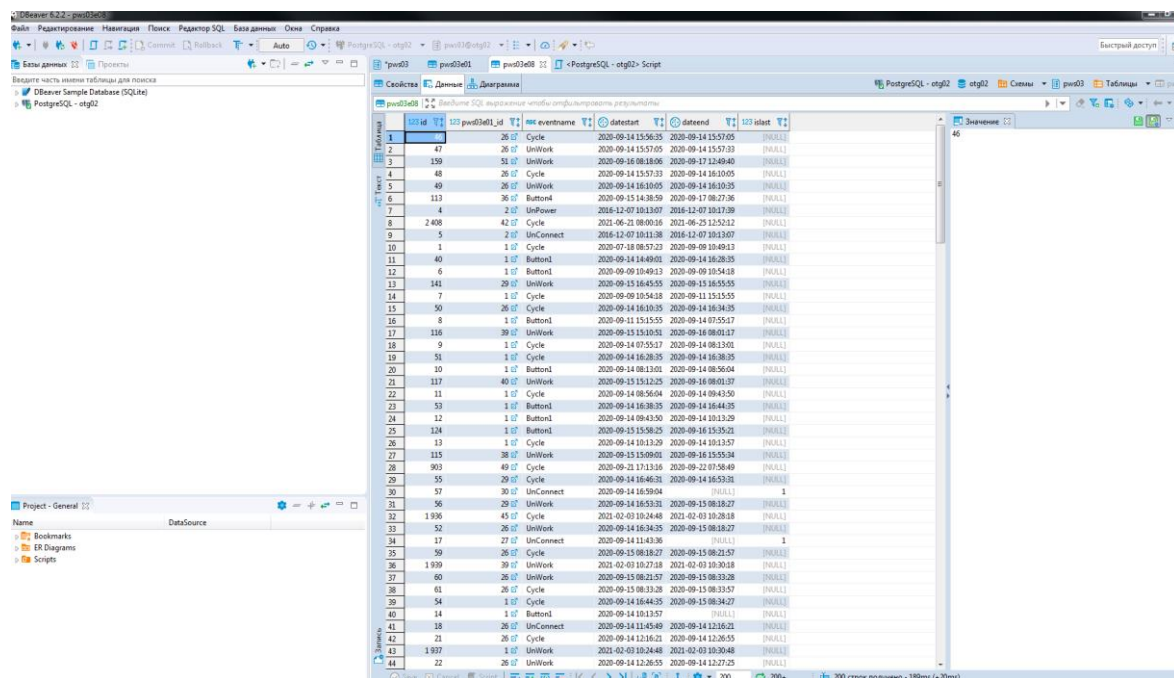 DBeaver 6.2.2 - pws03e08
Файл Редактирование Навигация Поиск Редактор SQL База данных Окна Справка
Commit Rollback Auto PostgreSQL - otg02 pws03@otg02 Быстрый доступ
Базы данных Проекты
Введите часть имени таблицы для поиска
DBeaver Sample Database (SQLite)
PostgreSQL - otg02
*pws03 pws03e01 pws03e08 <PostgreSQL - otg02> Script
Свойства Данные Диаграмма PostgreSQL - otg02 otg02 Схемы pws03 Таблицы
pws03e08 Введите SQL выражение чтобы отфильтровать результаты
Таблица
Текст
Запись
123 id 123 pws03e01_id ABC eventname datestart dateend 123 islast
1 26 Cycle 2020-09-14 15:56:35 2020-09-14 15:57:05 [NULL]
2 47 26 UnWork 2020-09-14 15:57:05 2020-09-14 15:57:33 [NULL]
3 159 51 UnWork 2020-09-16 08:18:06 2020-09-17 12:49:40 [NULL]
4 48 26 Cycle 2020-09-14 15:57:33 2020-09-14 16:10:05 [NULL]
5 49 26 UnWork 2020-09-14 16:10:05 2020-09-14 16:10:35 [NULL]
6 113 36 Button4 2020-09-15 14:38:59 2020-09-17 08:27:36 [NULL]
7 4 2 UnPower 2016-12-07 10:13:07 2016-12-07 10:17:39 [NULL]
8 2 408 42 Cycle 2021-06-21 08:00:16 2021-06-25 12:52:12 [NULL]
9 5 2 UnConnect 2016-12-07 10:11:38 2016-12-07 10:13:07 [NULL]
10 1 1 Cycle 2020-07-18 08:57:23 2020-09-09 10:49:13 [NULL]
11 40 1 Button1 2020-09-14 14:49:01 2020-09-14 16:28:35 [NULL]
12 6 1 Button1 2020-09-09 10:49:13 2020-09-09 10:54:18 [NULL]
13 141 29 UnWork 2020-09-15 16:45:55 2020-09-15 16:55:55 [NULL]
14 7 1 Cycle 2020-09-09 10:54:18 2020-09-11 15:15:55 [NULL]
15 50 26 Cycle 2020-09-14 16:10:35 2020-09-14 16:34:35 [NULL]
16 8 1 Button1 2020-09-11 15:15:55 2020-09-14 07:55:17 [NULL]
17 116 39 UnWork 2020-09-15 15:10:51 2020-09-16 08:01:17 [NULL]
18 9 1 Cycle 2020-09-14 07:55:17 2020-09-14 08:13:01 [NULL]
19 51 1 Cycle 2020-09-14 16:28:35 2020-09-14 16:38:35 [NULL]
20 10 1 Button1 2020-09-14 08:13:01 2020-09-14 08:56:04 [NULL]
21 117 40 UnWork 2020-09-15 15:12:25 2020-09-16 08:01:37 [NULL]
22 11 1 Cycle 2020-09-14 08:56:04 2020-09-14 09:43:50 [NULL]
23 53 1 Button1 2020-09-14 16:38:35 2020-09-14 16:44:35 [NULL]
24 12 1 Button1 2020-09-14 09:43:50 2020-09-14 10:13:29 [NULL]
25 124 1 Button1 2020-09-15 15:58:25 2020-09-16 15:35:21 [NULL]
26 13 1 Cycle 2020-09-14 10:13:29 2020-09-14 10:13:57 [NULL]
27 115 38 UnWork 2020-09-15 15:09:01 2020-09-16 15:55:34 [NULL]
28 903 49 Cycle 2020-09-21 17:13:16 2020-09-22 07:58:49 [NULL]
29 55 29 Cycle 2020-09-14 16:46:31 2020-09-14 16:53:31 [NULL]
30 57 30 UnConnect 2020-09-14 16:59:04 [NULL] 1
31 56 29 UnWork 2020-09-14 16:53:31 2020-09-15 08:18:27 [NULL]
32 1 936 45 Cycle 2021-02-03 10:24:48 2021-02-03 10:28:18 [NULL]
33 52 26 UnWork 2020-09-14 16:34:35 2020-09-15 08:18:27 [NULL]
34 17 27 UnConnect 2020-09-14 11:43:36 [NULL] 1
35 59 26 Cycle 2020-09-15 08:18:27 2020-09-15 08:21:57 [NULL]
36 1 939 39 UnWork 2021-02-03 10:27:18 2021-02-03 10:30:18 [NULL]
37 60 26 UnWork 2020-09-15 08:21:57 2020-09-15 08:33:28 [NULL]
38 61 26 Cycle 2020-09-15 08:33:28 2020-09-15 08:33:57 [NULL]
39 54 1 Cycle 2020-09-14 16:44:35 2020-09-15 08:34:27 [NULL]
40 14 1 Button1 2020-09-14 10:13:57 [NULL] [NULL]
41 18 26 UnConnect 2020-09-14 11:45:49 2020-09-14 12:16:21 [NULL]
42 21 26 Cycle 2020-09-14 12:16:21 2020-09-14 12:26:55 [NULL]
43 1 937 1 UnWork 2021-02-03 10:24:48 2021-02-03 10:30:48 [NULL]
44 22 26 UnWork 2020-09-14 12:26:55 2020-09-14 12:27:25 [NULL]
Save Cancel Script 200 200+ 200 строк получено - 189ms (+20ms)
Значение
46
Project - General
Name DataSource
Bookmarks
ER Diagrams
Scripts